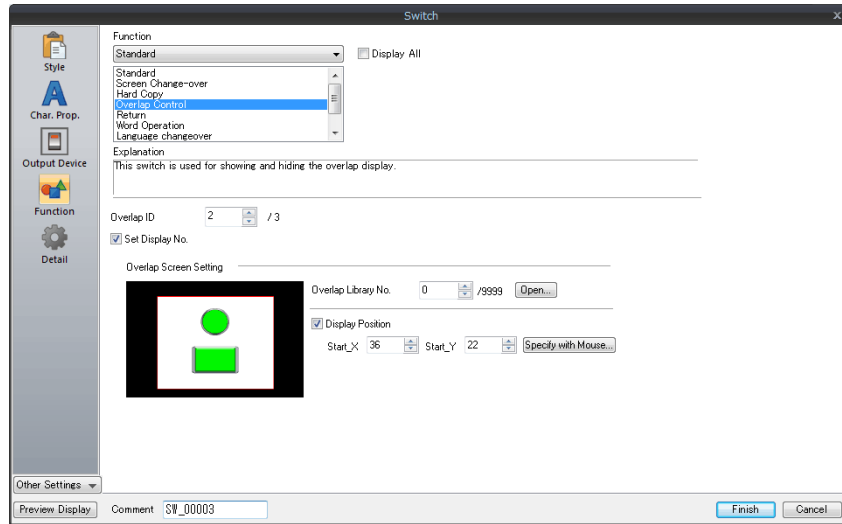 Switch
x
Style
Char. Prop.
Output Device
Function
Detail
Other Settings
Function
Standard
Display All
Standard
Screen Change-over
Hard Copy
Overlap Control
Return
Word Operation
Language changeover
Explanation
This switch is used for showing and hiding the overlap display.
Overlap ID 2 / 3
Set Display No.
Overlap Screen Setting
Overlap Library No. 0 /9999 Open...
Display Position
Start_X 36 Start_Y 22 Specify with Mouse...
Preview Display Comment SW_00003 Finish Cancel